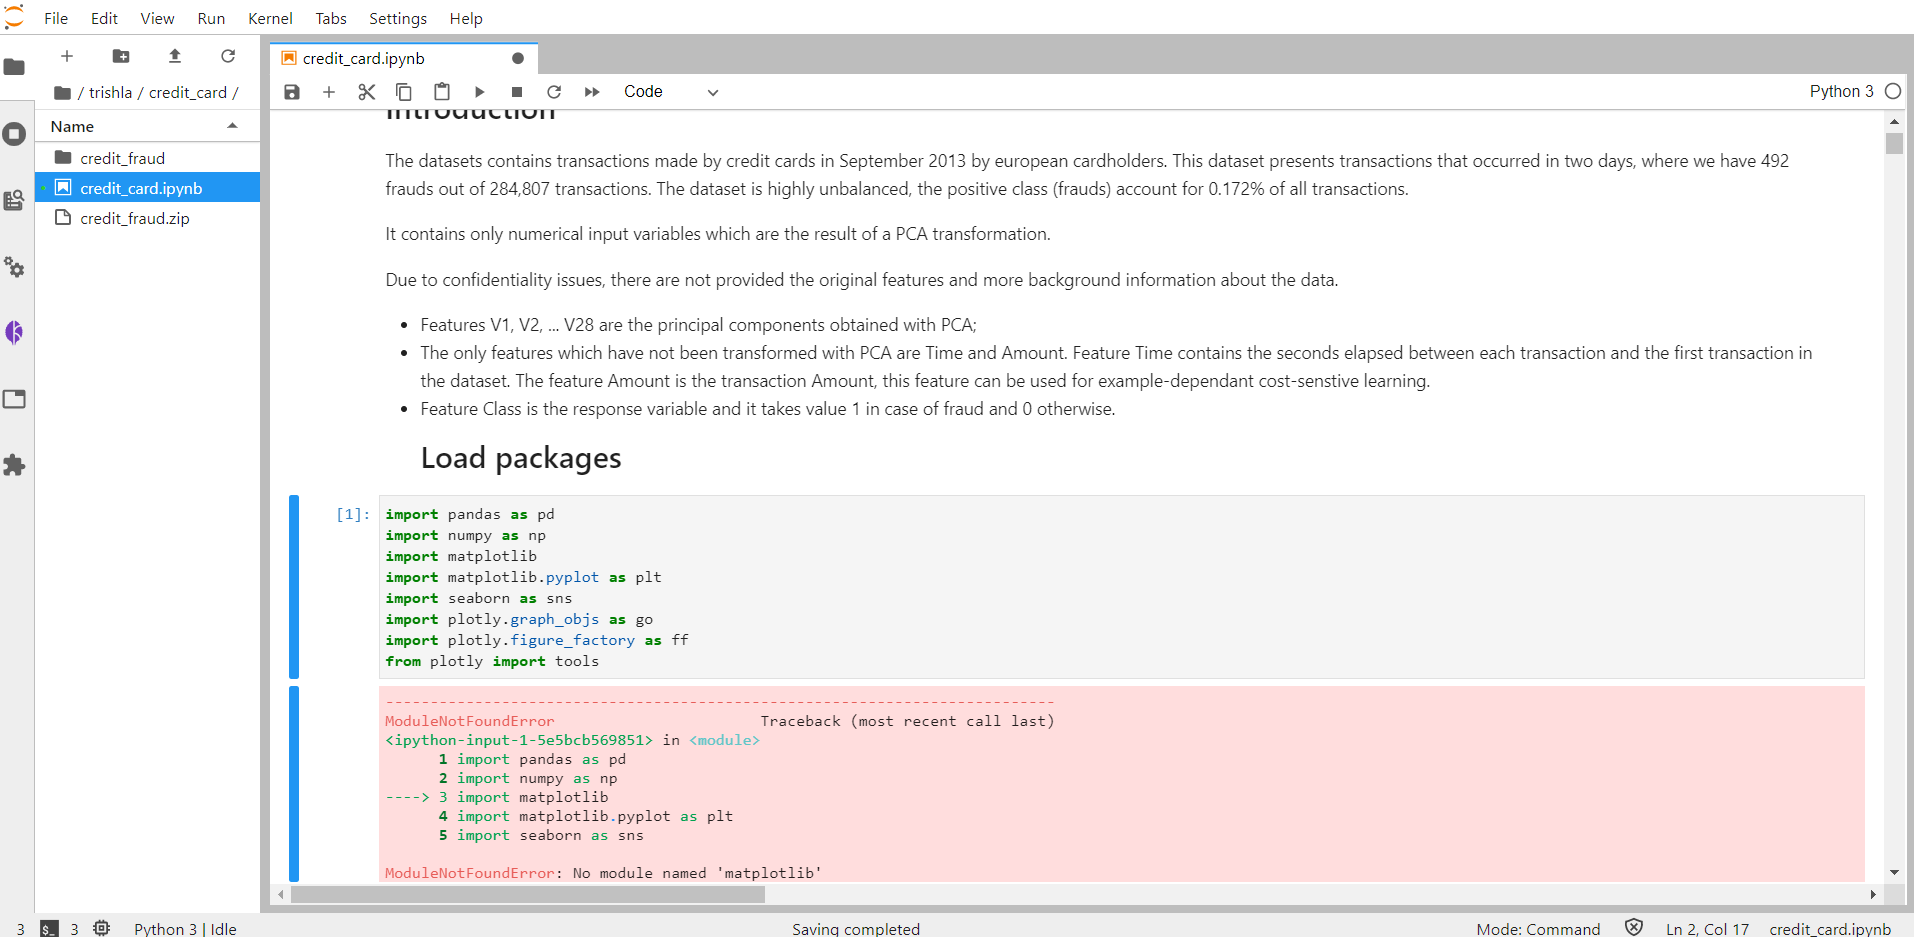 File Edit View Run Kernel Tabs Settings Help
credit_card.ipynb
/ trishla / credit_card /
Code
Python 3
Name
credit_fraud
credit_card.ipynb
credit_fraud.zip
Introduction
The datasets contains transactions made by credit cards in September 2013 by european cardholders. This dataset presents transactions that occurred in two days, where we have 492
frauds out of 284,807 transactions. The dataset is highly unbalanced, the positive class (frauds) account for 0.172% of all transactions.
It contains only numerical input variables which are the result of a PCA transformation.
Due to confidentiality issues, there are not provided the original features and more background information about the data.
• Features V1, V2, ... V28 are the principal components obtained with PCA;
• The only features which have not been transformed with PCA are Time and Amount. Feature Time contains the seconds elapsed between each transaction and the first transaction in
the dataset. The feature Amount is the transaction Amount, this feature can be used for example-dependant cost-senstive learning.
• Feature Class is the response variable and it takes value 1 in case of fraud and 0 otherwise.
Load packages
[1]: import pandas as pd
import numpy as np
import matplotlib
import matplotlib.pyplot as plt
import seaborn as sns
import plotly.graph_objs as go
import plotly.figure_factory as ff
from plotly import tools
---------------------------------------------------------------------------
ModuleNotFoundError Traceback (most recent call last)
<ipython-input-1-5e5bcb569851> in <module>
1 import pandas as pd
2 import numpy as np
----> 3 import matplotlib
4 import matplotlib.pyplot as plt
5 import seaborn as sns
ModuleNotFoundError: No module named 'matplotlib'
3 $_ 3 Python 3 | Idle Saving completed Mode: Command Ln 2, Col 17 credit_card.ipynb